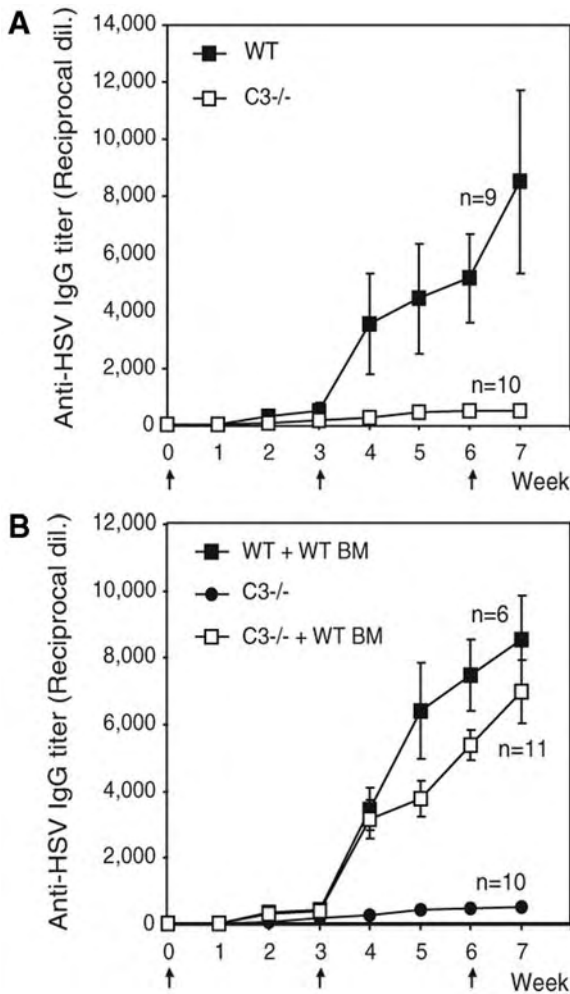 A
Anti-HSV IgG titer (Reciprocal dil.)
14,000
12,000
10,000
8,000
6,000
4,000
2,000
0
WT
C3-/-
n=9
n=10
0 1 2 3 4 5 6 7
Week
B
Anti-HSV IgG titer (Reciprocal dil.)
12,000
10,000
8,000
6,000
4,000
2,000
0
WT + WT BM
C3-/-
C3-/- + WT BM
n=6
n=11
n=10
0 1 2 3 4 5 6 7
Week